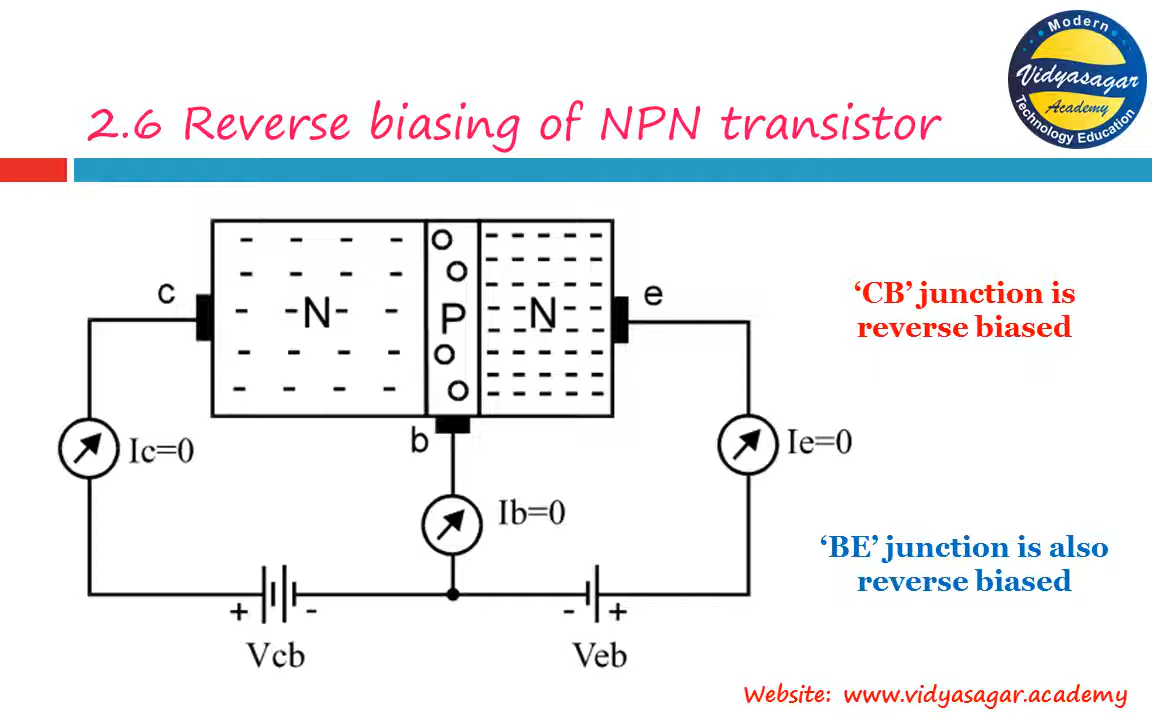 Modern
Vidyasagar
Academy
Technology Education
2.6 Reverse biasing of NPN transistor
c
N
P
N
e
b
‘CB’ junction is
reverse biased
Ic=0
Ib=0
Ie=0
‘BE’ junction is also
reverse biased
+ -
- +
Vcb
Veb
Website: www.vidyasagar.academy